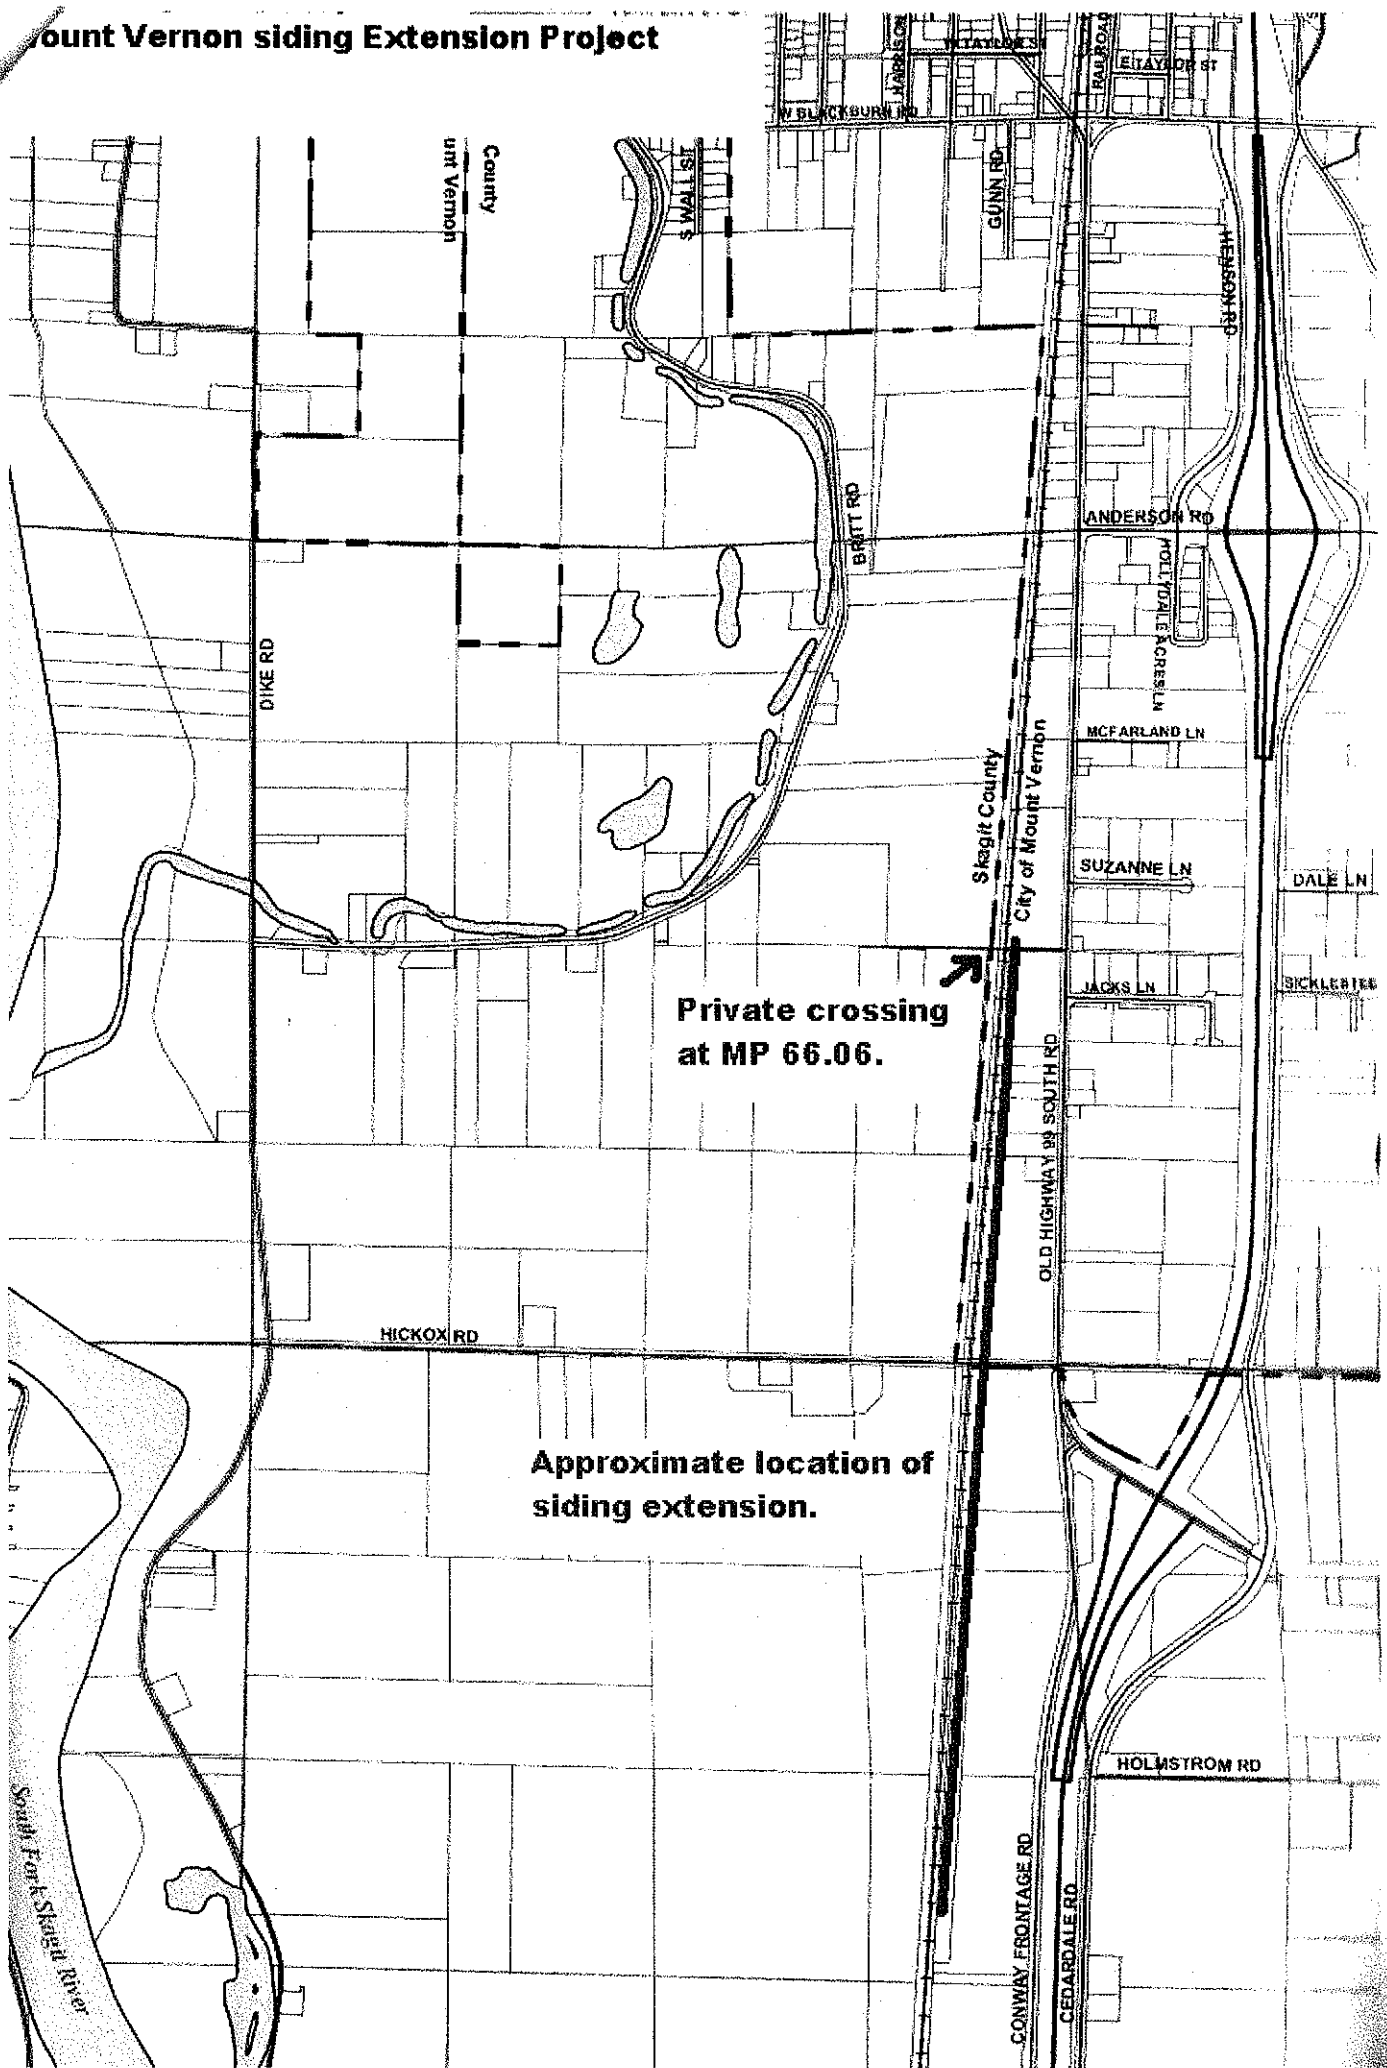 ount Vernon siding Extension Project
HARRISON
W TAYLOR ST
RAILROAD
E TAYLOR ST
W BLACKBURN RD
County
unt Vernon
S WALL ST
GUNN RD
HENSON RD
BRITT RD
ANDERSON RD
HOLLYDALE ACRES LN
DIKE RD
MCFARLAND LN
Skagit County
City of Mount Vernon
SUZANNE LN
DALE LN
Private crossing
at MP 66.06.
JACKS LN
OLD HIGHWAY 99 SOUTH RD
HICKOX RD
Approximate location of
siding extension.
HOLMSTROM RD
South Fork Skagit River
CONWAY FRONTAGE RD
CEDARDALE RD